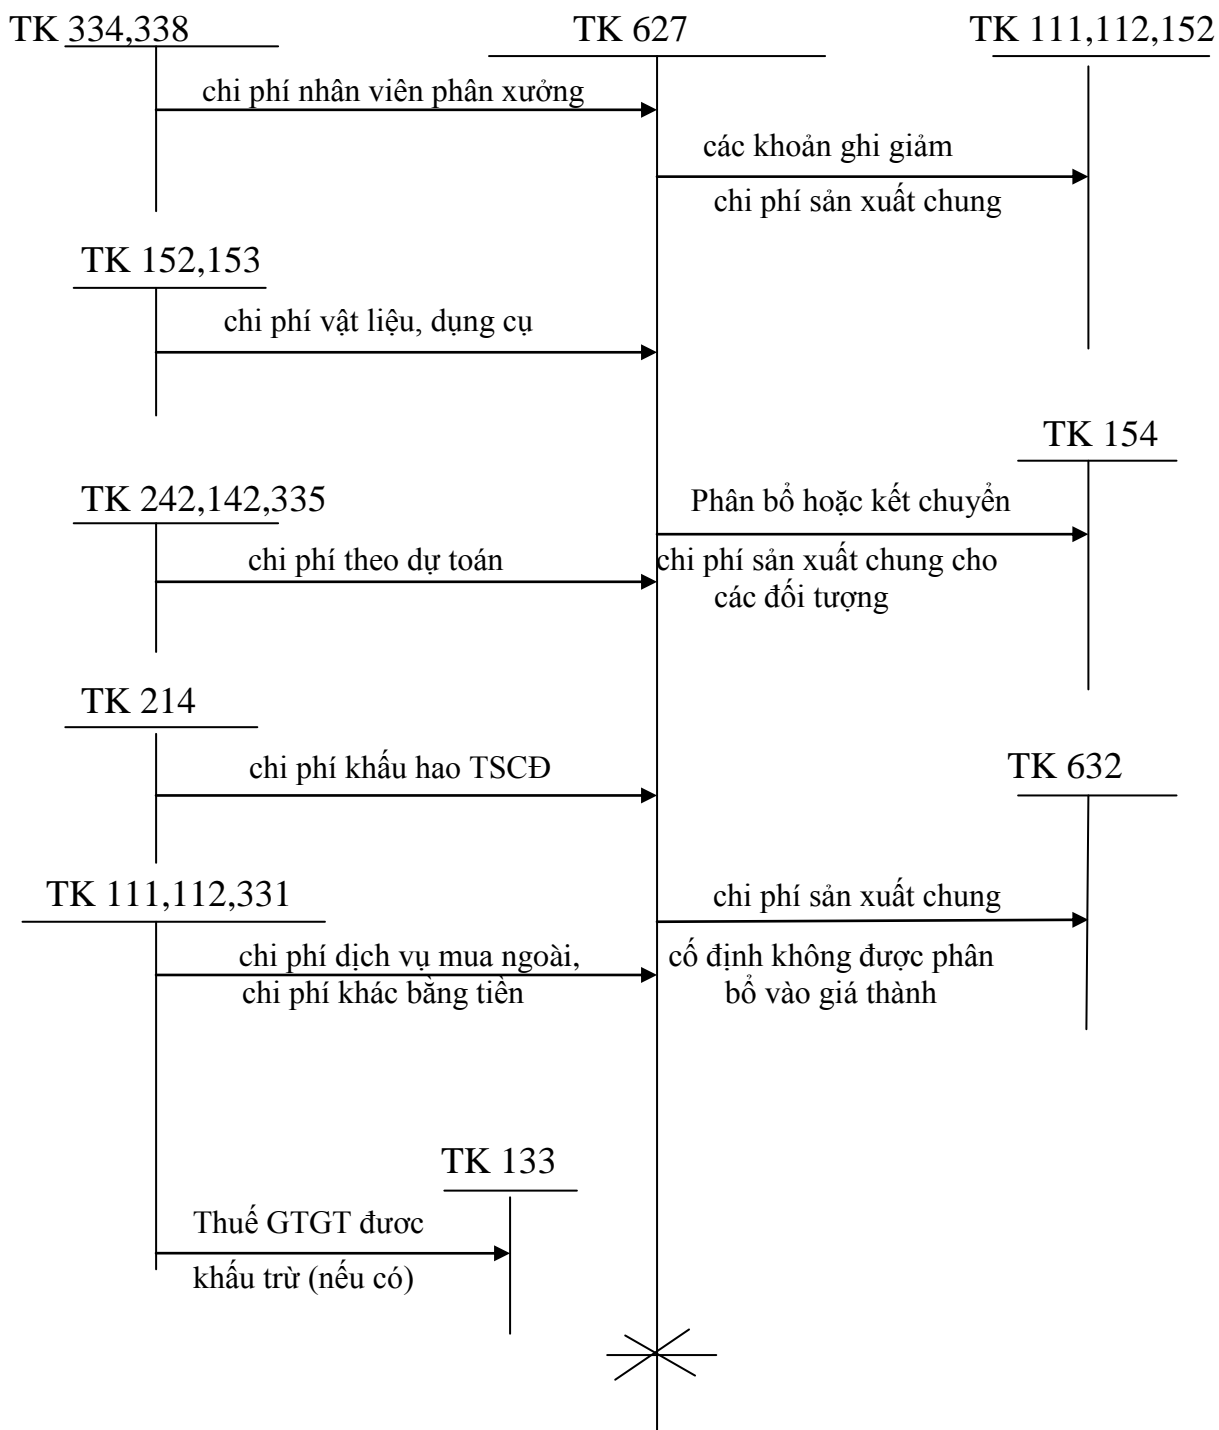 TK 334,338
TK 627
TK 111,112,152
chi phí nhân viên phân xưởng
các khoản ghi giảm
chi phí sản xuất chung
TK 152,153
chi phí vật liệu, dụng cụ
TK 154
TK 242,142,335
Phân bổ hoặc kết chuyển
chi phí theo dự toán
chi phí sản xuất chung cho
các đối tượng
TK 214
chi phí khấu hao TSCĐ
TK 632
TK 111,112,331
chi phí sản xuất chung
chi phí dịch vụ mua ngoài,
cố định không được phân
chi phí khác bằng tiền
bổ vào giá thành
TK 133
Thuế GTGT đươc
khấu trừ (nếu có)